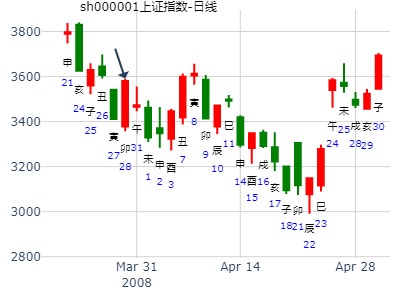 sh000001上证指数-日线
3800
3600
3400
3200
3000
2800
申
21
亥
24
子
25
丑
26
寅
27
卯
28
午
31
未
1
申
2
酉
3
丑
7
寅
8
卯
9
辰
10
巳
11
申
14
酉
15
戌
16
亥
17
子
18
卯
21
辰
22
巳
23
午
24
未
25
戌
28
亥
29
子
30
Mar 31
2008
Apr 14
Apr 28